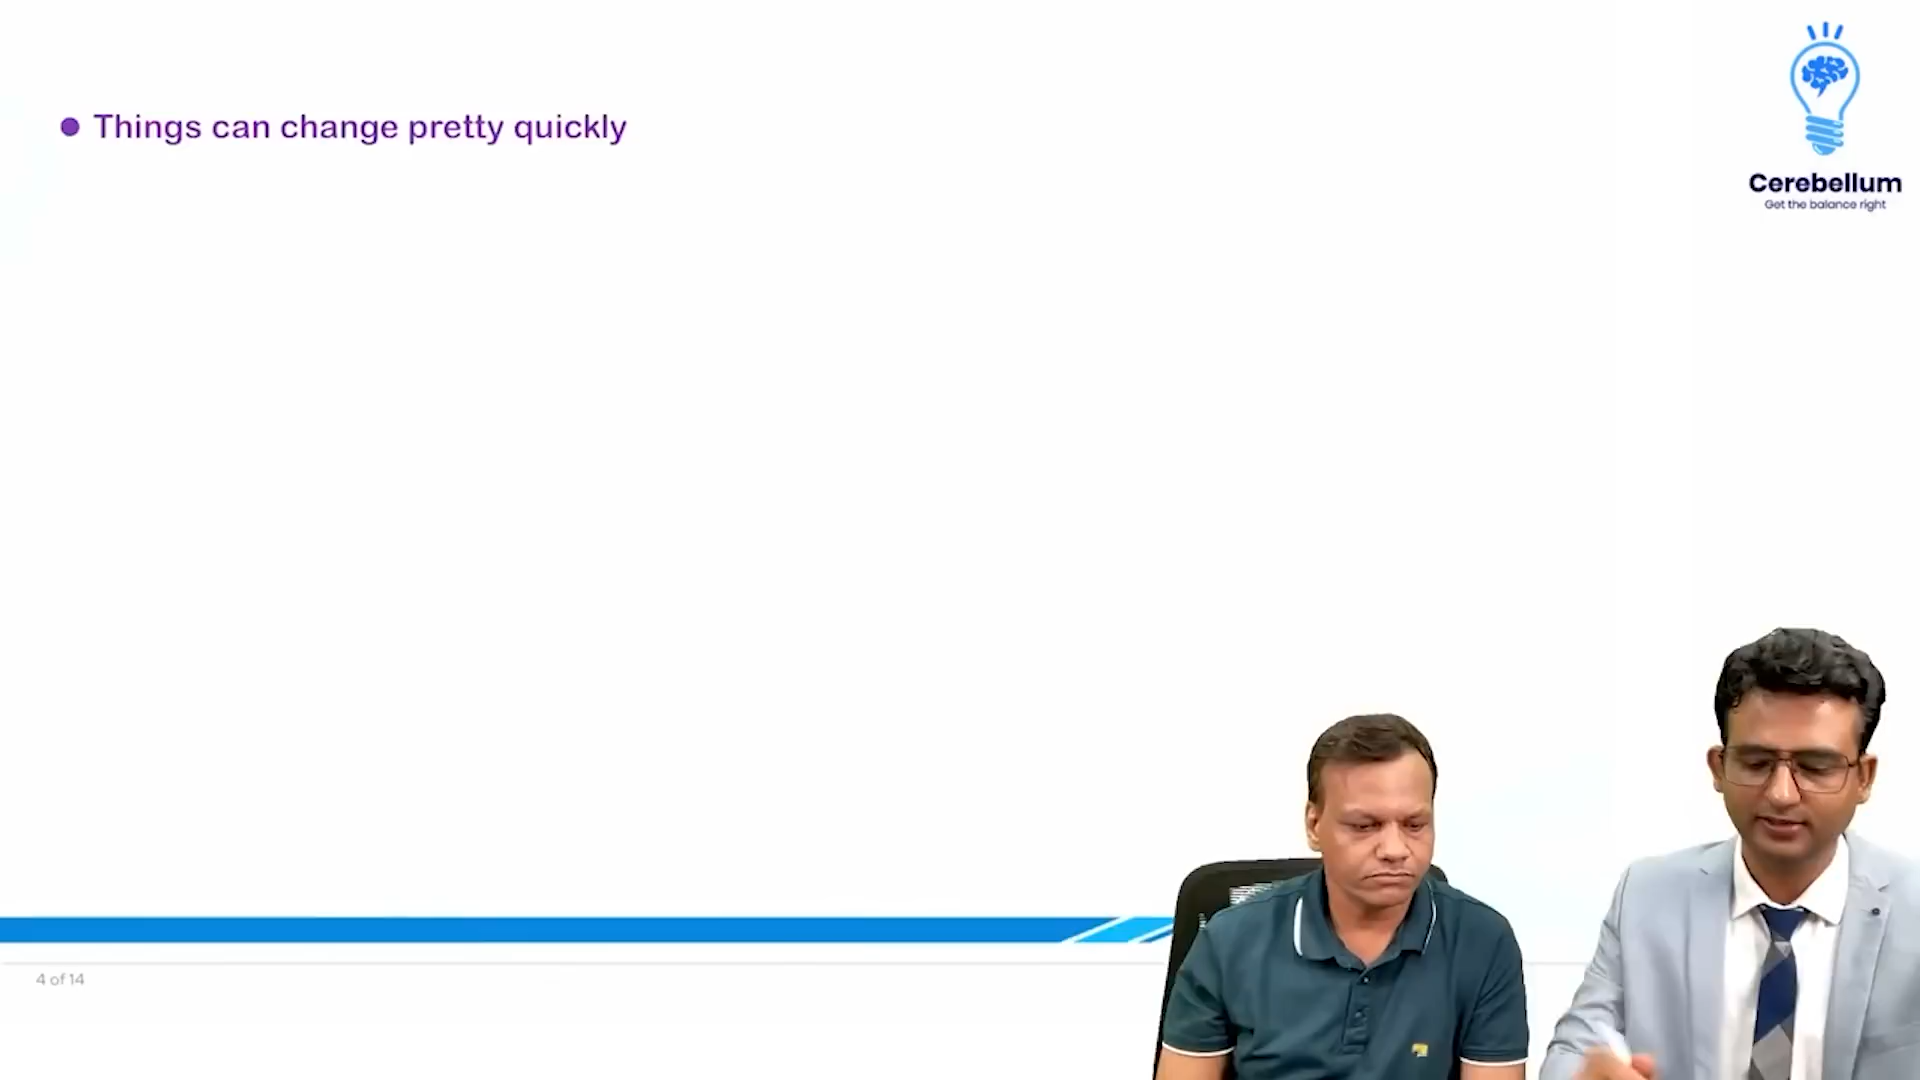 ● Things can change pretty quickly
Cerebellum
Get the balance right
4 of 14